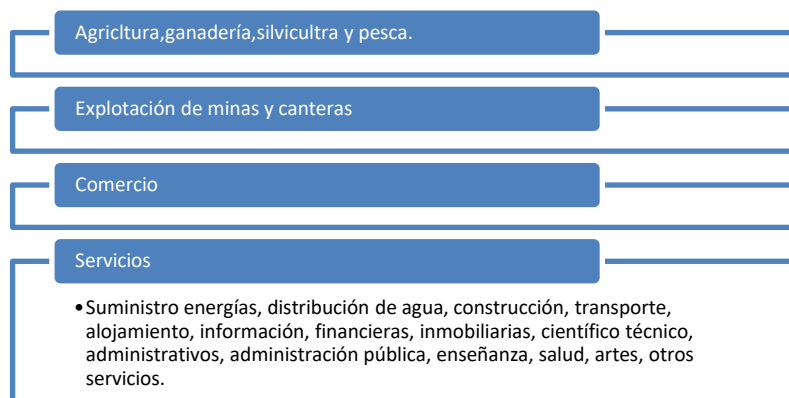 Agricltura,ganadería,silvicultra y pesca.
Explotación de minas y canteras
Comercio
Servicios
•Suministro energías, distribución de agua, construcción, transporte,
alojamiento, información, financieras, inmobiliarias, científico técnico,
administrativos, administración pública, enseñanza, salud, artes, otros
servicios.